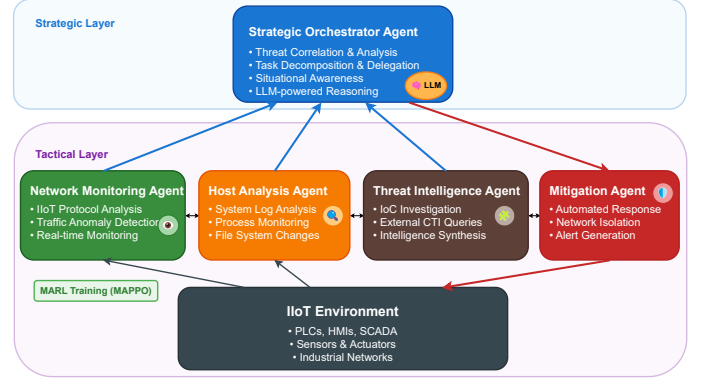 Strategic Layer
Strategic Orchestrator Agent
• Threat Correlation & Analysis
• Task Decomposition & Delegation
• Situational Awareness
• LLM-powered Reasoning
LLM
Tactical Layer
Network Monitoring Agent
• IIoT Protocol Analysis
• Traffic Anomaly Detection
• Real-time Monitoring
Host Analysis Agent
• System Log Analysis
• Process Monitoring
• File System Changes
Threat Intelligence Agent
• IoC Investigation
• External CTI Queries
• Intelligence Synthesis
Mitigation Agent
• Automated Response
• Network Isolation
• Alert Generation
MARL Training (MAPPO)
IIoT Environment
• PLCs, HMIs, SCADA
• Sensors & Actuators
• Industrial Networks